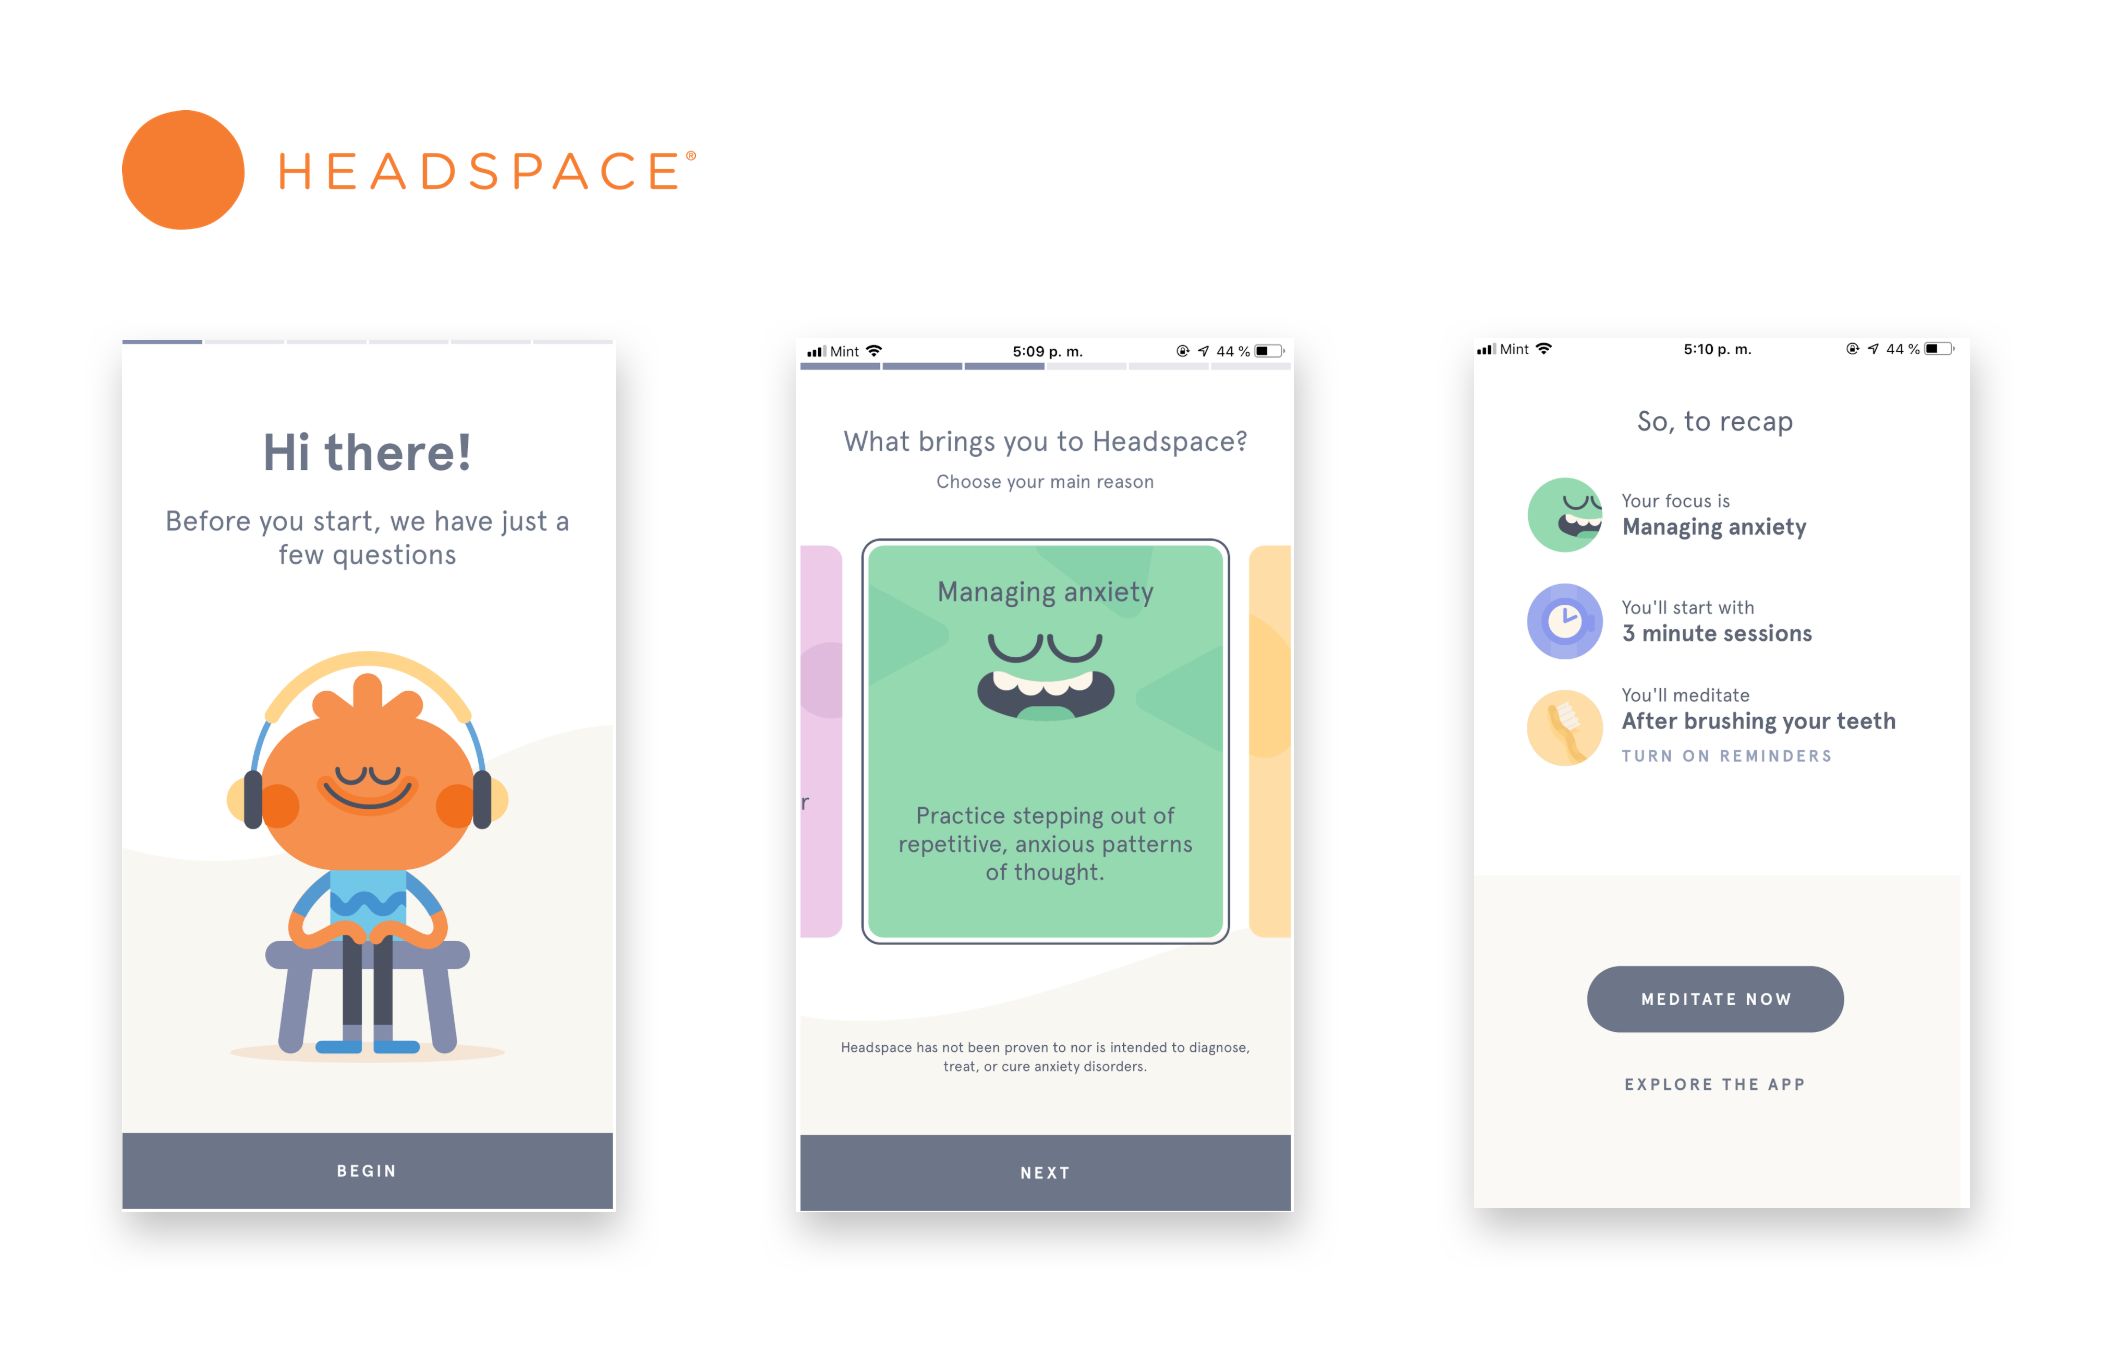 HEADSPACE®
Hi there!
Before you start, we have just a
few questions
BEGIN
Mint
5:09 p. m.
44 %
What brings you to Headspace?
Choose your main reason
r
Managing anxiety
Practice stepping out of
repetitive, anxious patterns
of thought.
Headspace has not been proven to nor is intended to diagnose,
treat, or cure anxiety disorders.
NEXT
Mint
5:10 p. m.
44 %
So, to recap
Your focus is
Managing anxiety
You'll start with
3 minute sessions
You'll meditate
After brushing your teeth
TURN ON REMINDERS
MEDITATE NOW
EXPLORE THE APP